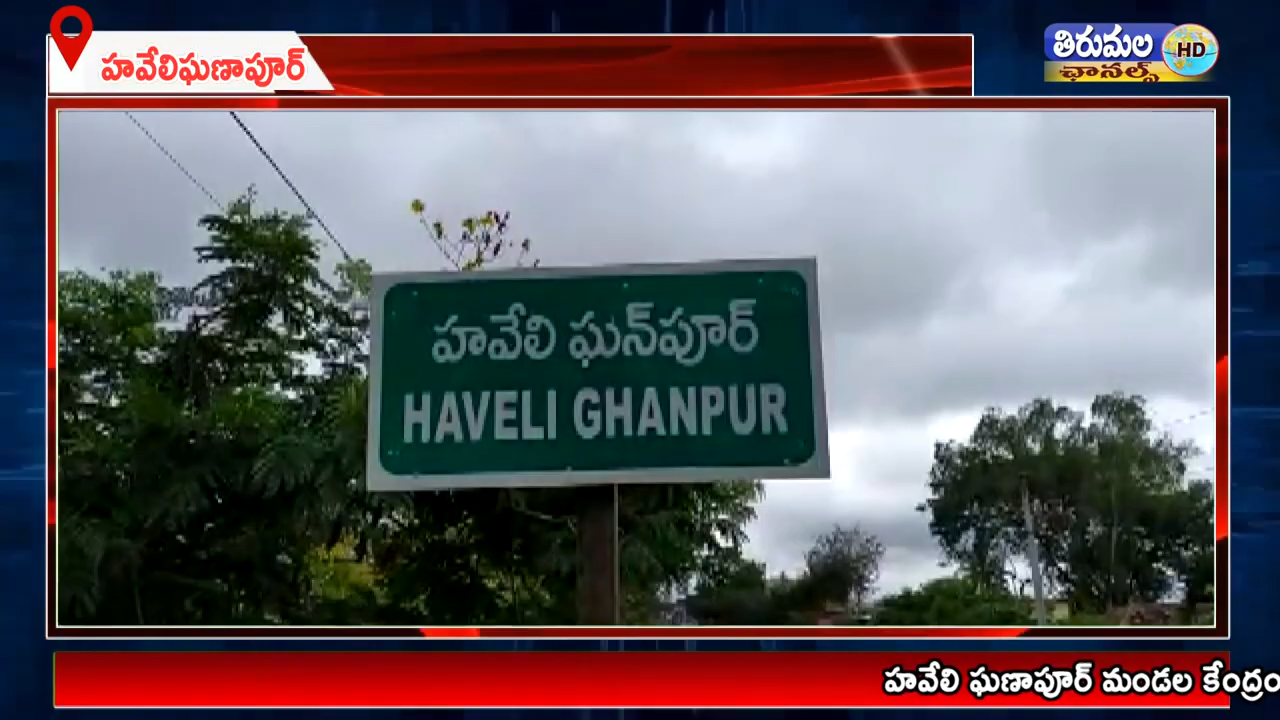 హవేలిఘణాపూర్
తిరుమల
ఛానల్స్
HD
హవేలి ఘన్‌పూర్
HAVELI GHANPUR
హవేలి ఘణాపూర్ మండల కేంద్రం